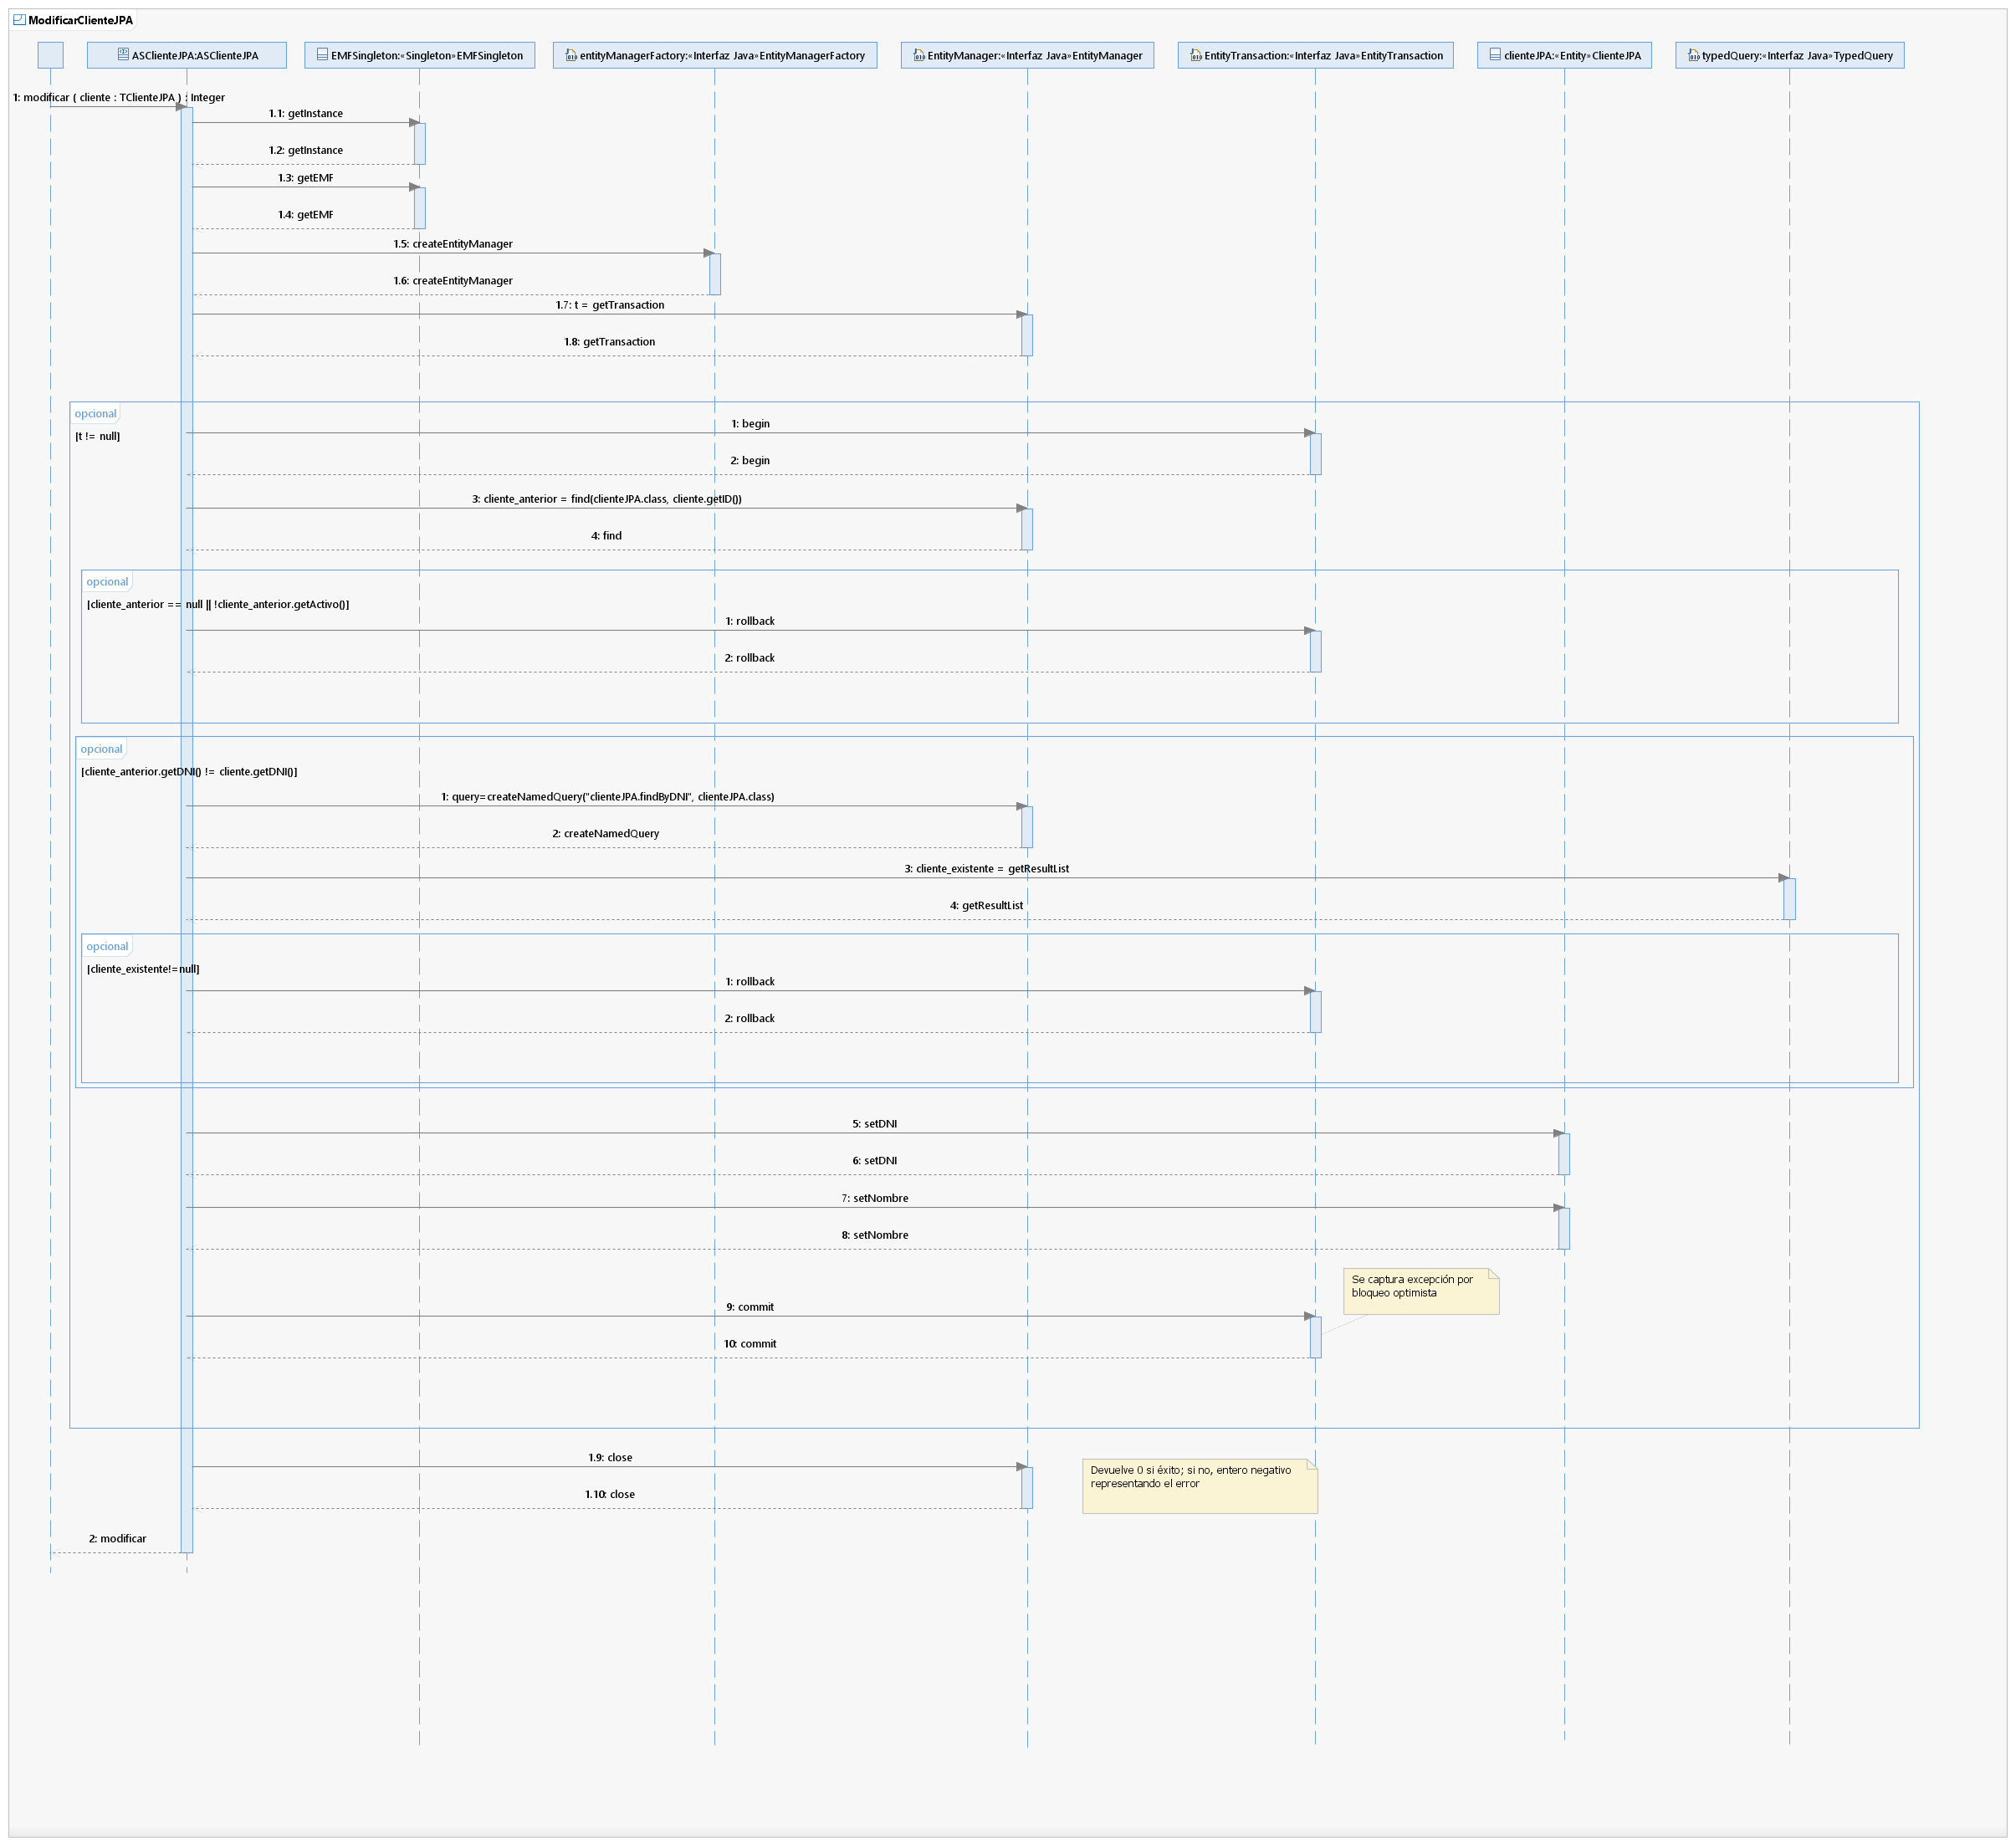 ModificarClienteJPA
ASClienteJPA:ASClienteJPA
EMFSingleton:«Singleton»EMFSingleton
entityManagerFactory:«Interfaz Java»EntityManagerFactory
EntityManager:«Interfaz Java»EntityManager
EntityTransaction:«Interfaz Java»EntityTransaction
clienteJPA:«Entity»ClienteJPA
typedQuery:«Interfaz Java»TypedQuery
1: modificar ( cliente : TClienteJPA ) : Integer
1.1: getInstance
1.2: getInstance
1.3: getEMF
1.4: getEMF
1.5: createEntityManager
1.6: createEntityManager
1.7: t = getTransaction
1.8: getTransaction
opcional
[t != null]
1: begin
2: begin
3: cliente_anterior = find(clienteJPA.class, cliente.getID())
4: find
opcional
[cliente_anterior == null || !cliente_anterior.getActivo()]
1: rollback
2: rollback
opcional
[cliente_anterior.getDNI() != cliente.getDNI()]
1: query=createNamedQuery("clienteJPA.findByDNI", clienteJPA.class)
2: createNamedQuery
3: cliente_existente = getResultList
4: getResultList
opcional
[cliente_existente!=null]
1: rollback
2: rollback
5: setDNI
6: setDNI
7: setNombre
8: setNombre
Se captura excepción por
bloqueo optimista
9: commit
10: commit
1.9: close
Devuelve 0 si éxito; si no, entero negativo
representando el error
1.10: close
2: modificar